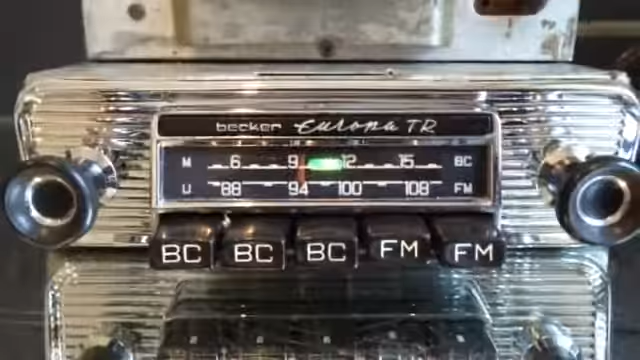 becker Europa TR
M 6 9 12 15 BC
U 88 94 100 108 FM
BC BC BC FM FM